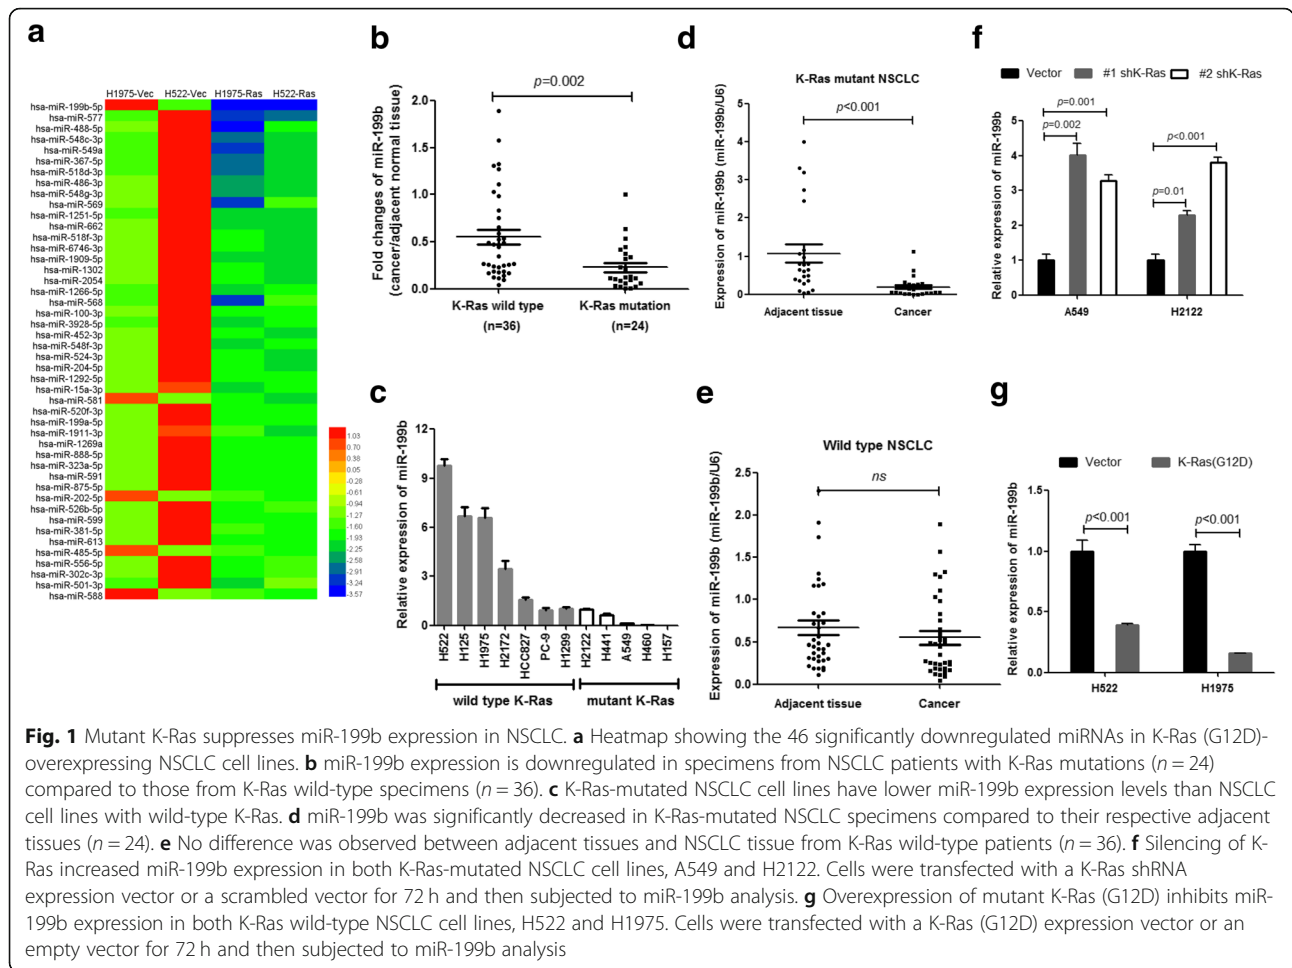 a
H1975-Vec H522-Vec H1975-Ras H522-Ras
hsa-miR-199b-5p
hsa-miR-577
hsa-miR-488-5p
hsa-miR-548c-3p
hsa-miR-549a
hsa-miR-367-5p
hsa-miR-518d-3p
hsa-miR-486-3p
hsa-miR-548g-3p
hsa-miR-569
hsa-miR-1251-5p
hsa-miR-662
hsa-miR-518f-3p
hsa-miR-6746-3p
hsa-miR-1909-5p
hsa-miR-1302
hsa-miR-2054
hsa-miR-1266-5p
hsa-miR-568
hsa-miR-100-3p
hsa-miR-3928-5p
hsa-miR-452-3p
hsa-miR-548f-3p
hsa-miR-524-3p
hsa-miR-204-5p
hsa-miR-1292-5p
hsa-miR-15a-3p
hsa-miR-581
hsa-miR-520f-3p
hsa-miR-199a-5p
hsa-miR-1911-3p
hsa-miR-1269a
hsa-miR-888-5p
hsa-miR-323a-5p
hsa-miR-591
hsa-miR-875-5p
hsa-miR-202-5p
hsa-miR-526b-5p
hsa-miR-599
hsa-miR-381-5p
hsa-miR-613
hsa-miR-485-5p
hsa-miR-556-5p
hsa-miR-302c-3p
hsa-miR-501-3p
hsa-miR-588
1.03
0.70
0.38
0.05
-0.28
-0.61
-0.94
-1.27
-1.60
-1.93
-2.25
-2.58
-2.91
-3.24
-3.57
b
p=0.002
Fold changes of miR-199b
(cancer/adjacent normal tissue)
2.0
1.5
1.0
0.5
0.0
K-Ras wild type K-Ras mutation
(n=36) (n=24)
c
Relative expression of miR-199b
12
9
6
3
0
H522
H125
H1975
H2172
HCC827
PC-9
H1299
H2122
H441
A549
H460
H157
wild type K-Ras mutant K-Ras
d
K-Ras mutant NSCLC
p<0.001
Expression of miR-199b (miR-199b/U6)
5
4
3
2
1
0
Adjacent tissue Cancer
e
Wild type NSCLC
ns
Expression of miR-199b (miR-199b/U6)
2.5
2.0
1.5
1.0
0.5
0.0
Adjacent tissue Cancer
f
Vector #1 shK-Ras #2 shK-Ras
p=0.001
p=0.002
p<0.001
p=0.01
Relative expression of miR-199b
5
4
3
2
1
0
A549 H2122
g
Vector K-Ras(G12D)
p<0.001 p<0.001
Relative expression of miR-199b
1.5
1.0
0.5
0.0
H522 H1975
Fig. 1 Mutant K-Ras suppresses miR-199b expression in NSCLC. a Heatmap showing the 46 significantly downregulated miRNAs in K-Ras (G12D)-
overexpressing NSCLC cell lines. b miR-199b expression is downregulated in specimens from NSCLC patients with K-Ras mutations (n = 24)
compared to those from K-Ras wild-type specimens (n = 36). c K-Ras-mutated NSCLC cell lines have lower miR-199b expression levels than NSCLC
cell lines with wild-type K-Ras. d miR-199b was significantly decreased in K-Ras-mutated NSCLC specimens compared to their respective adjacent
tissues (n = 24). e No difference was observed between adjacent tissues and NSCLC tissue from K-Ras wild-type patients (n = 36). f Silencing of K-
Ras increased miR-199b expression in both K-Ras-mutated NSCLC cell lines, A549 and H2122. Cells were transfected with a K-Ras shRNA
expression vector or a scrambled vector for 72 h and then subjected to miR-199b analysis. g Overexpression of mutant K-Ras (G12D) inhibits miR-
199b expression in both K-Ras wild-type NSCLC cell lines, H522 and H1975. Cells were transfected with a K-Ras (G12D) expression vector or an
empty vector for 72 h and then subjected to miR-199b analysis